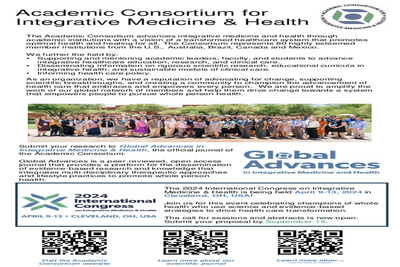 Academic Consortium for
Integrative Medicine & Health
The Academic Consortium advances integrative medicine and health through
academic institutions with a vision of a transformed healthcare system that promotes
optimal health and healing for all. The Consortium represents 80 highly esteemed
member institutions from the U.S., Australia, Brazil, Canada and Mexico.
We further the field by:
Supporting and mentoring academic leaders, faculty, and students to advance
integrative healthcare education, research, and clinical care.
Disseminating information on rigorous scientific research, educational curricula in
integrative health, and sustainable models of clinical care.
Informing health care policy.
As an organization, we have a reputation of advocating for change, supporting
scientific breakthroughs, and creating a community to champion the advancement of
health care that embraces and empowers every one. We are proud to amplify the
work of our global network of members and help them drive change towards a system
that empowers people to pursue whole person health.
Submit your research to Global Advances in
Integrative Medicine & Health, the official journal of
the Academic Consortium.
Global Advances is a peer-reviewed, open access
journal that provides a platform for the dissemination
of evidence-based research and knowledge that
integrates multi-disciplinary therapeutic approaches
and lifestyle practices to promote whole person
health.
Global
Advances
in Integrative Medicine and Health
2024
International
Congress
on Integrative Medicine & Health
APRIL 9-13 • CLEVELAND, OH, USA
The 2024 International Congress on Integrative
Medicine & Health is being held April 9-13, 2024 in
Cleveland, OH, USA!
Join us for this event celebrating champions of whole
health who use science and evidence-based
strategies to drive health care transformation.
The call for sessions and abstracts is now open.
Submit your proposal by September 15.
Visit the Academic
Consortium website
Learn more about our
scientific journal
Learn more about